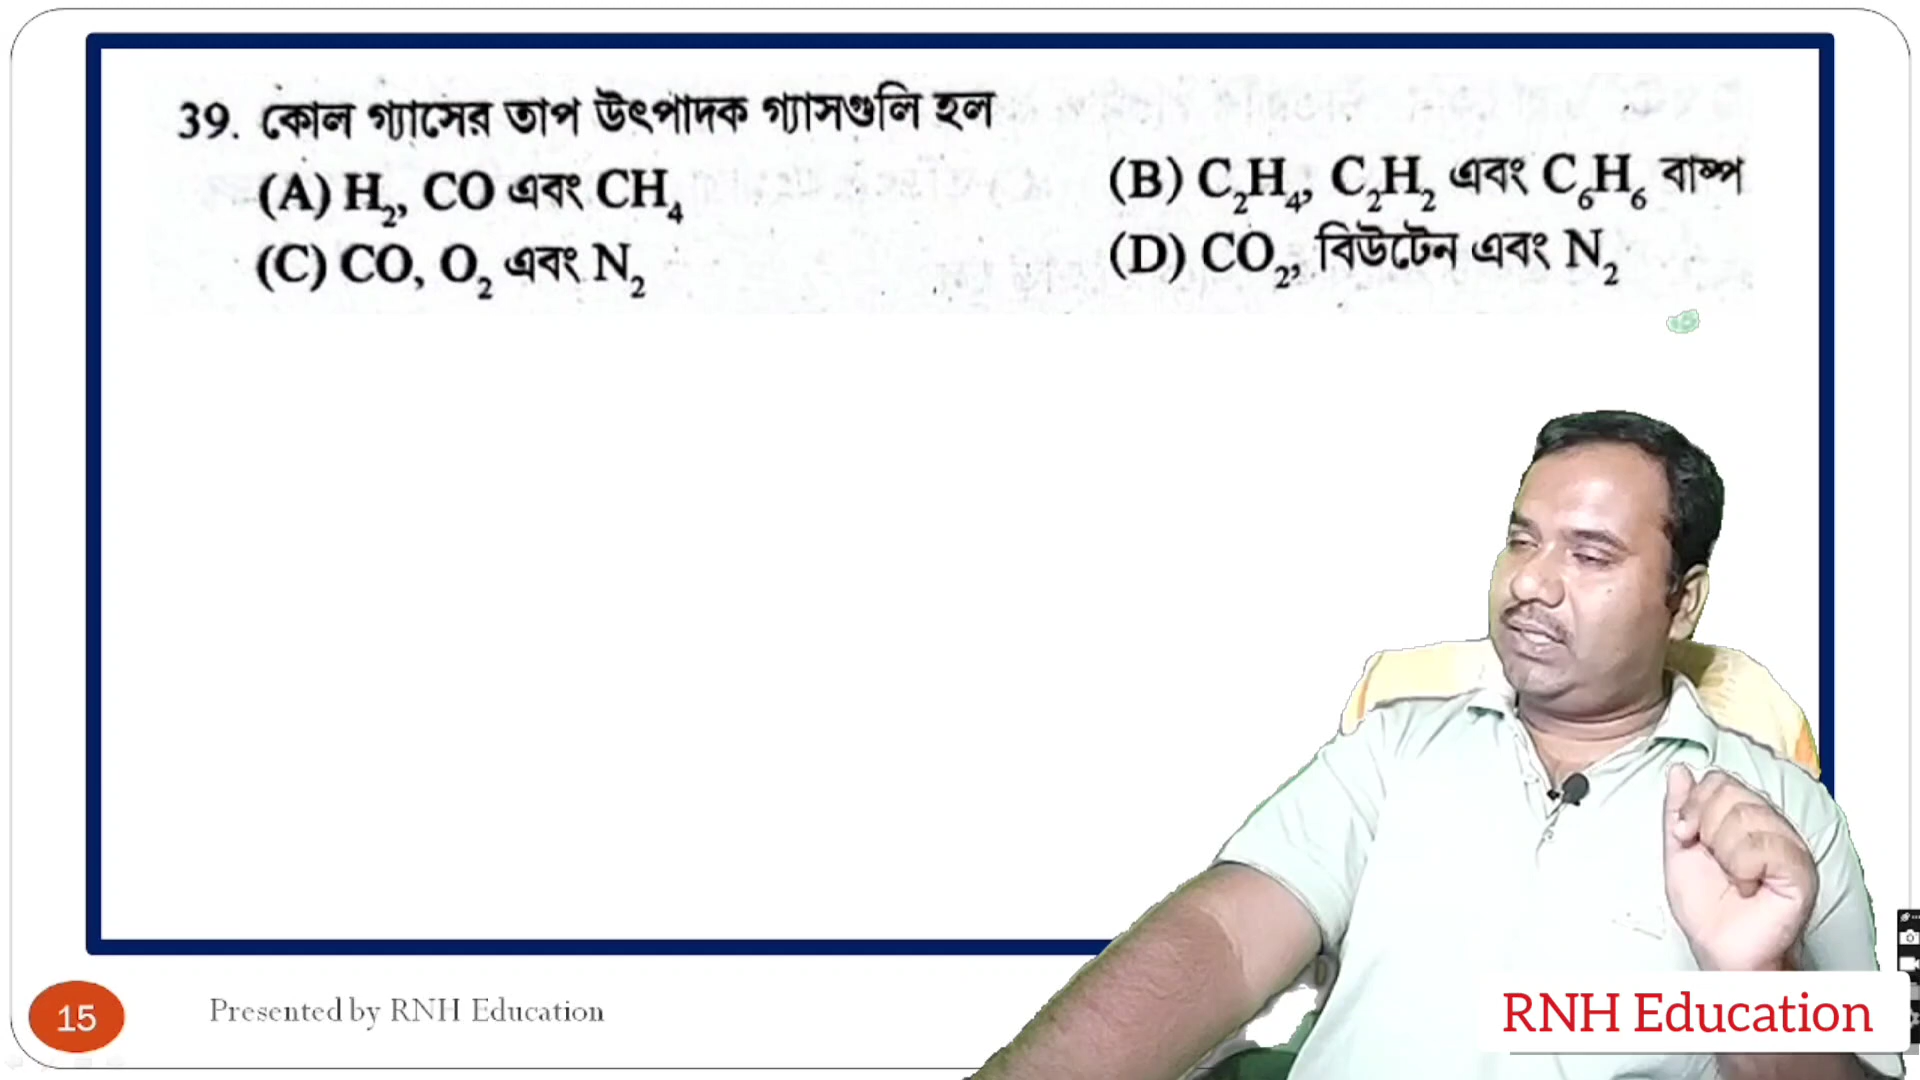 39. কোল গ্যাসের তাপ উৎপাদক গ্যাসগুলি হল
(A) H₂, CO এবং CH₄
(B) C₂H₄, C₂H₂ এবং C₆H₆ বাষ্প
(C) CO, O₂ এবং N₂
(D) CO₂, বিউটেন এবং N₂
15
Presented by RNH Education
RNH Education